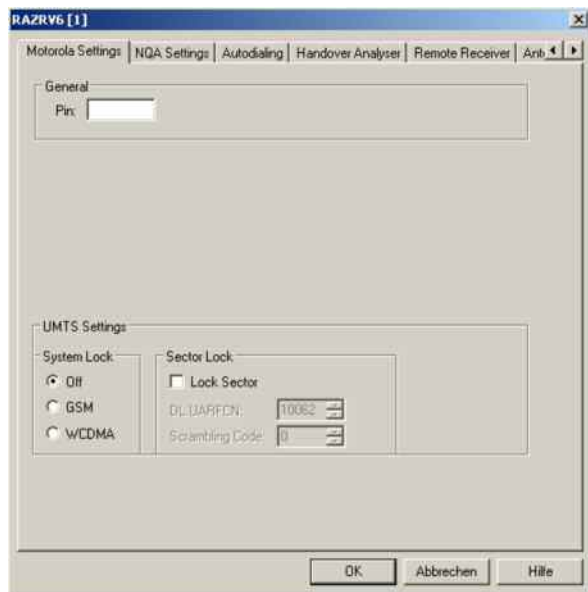 RAZRV6 [1]
Motorola Settings NQA Settings Autodialing Handover Analyser Remote Receiver
General
Pin:
UMTS Settings
System Lock
Off
GSM
WCDMA
Sector Lock
Lock Sector
DL UARFCN: 10062
Scrambling Code: 0
OK Abbrechen Hilfe